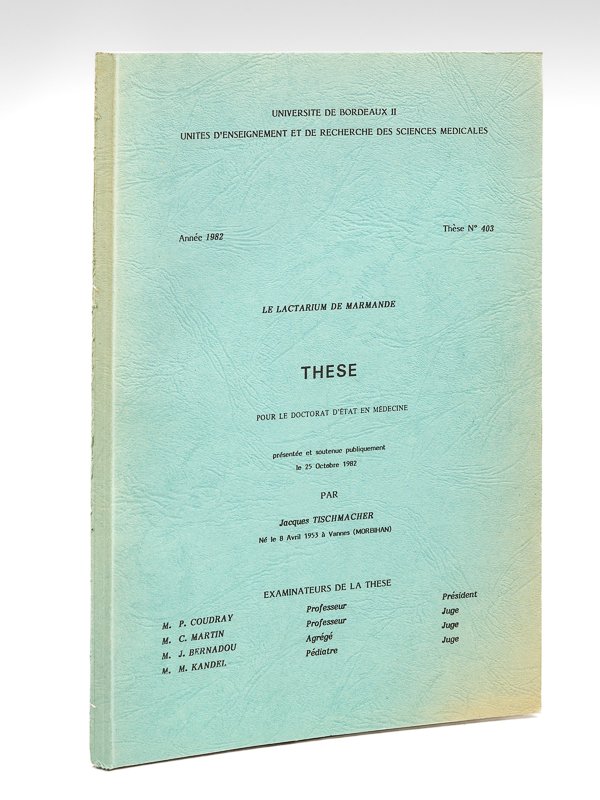 UNIVERSITE DE BORDEAUX II
UNITES D'ENSEIGNEMENT ET DE RECHERCHE DES SCIENCES MEDICALES
Année 1982 Thèse N° 403
LE LACTARIUM DE MARMANDE
THESE
POUR LE DOCTORAT D'ÉTAT EN MÉDECINE
présentée et soutenue publiquement
le 25 Octobre 1982
PAR
Jacques TISCHMACHER
Né le 8 Avril 1953 à Vannes (MORBIHAN)
EXAMINATEURS DE LA THESE
M. P. COUDRAY Professeur Président
M. C. MARTIN Professeur Juge
M. J. BERNADOU Agrégé Juge
M. M. KANDEL Pédiatre Juge